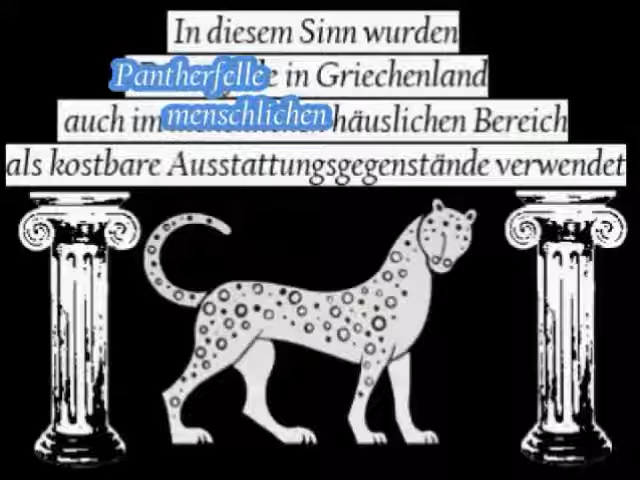 In diesem Sinn wurden
Pantherfelle in Griechenland
auch im menschlichen häuslichen Bereich
als kostbare Ausstattungsgegenstände verwendet